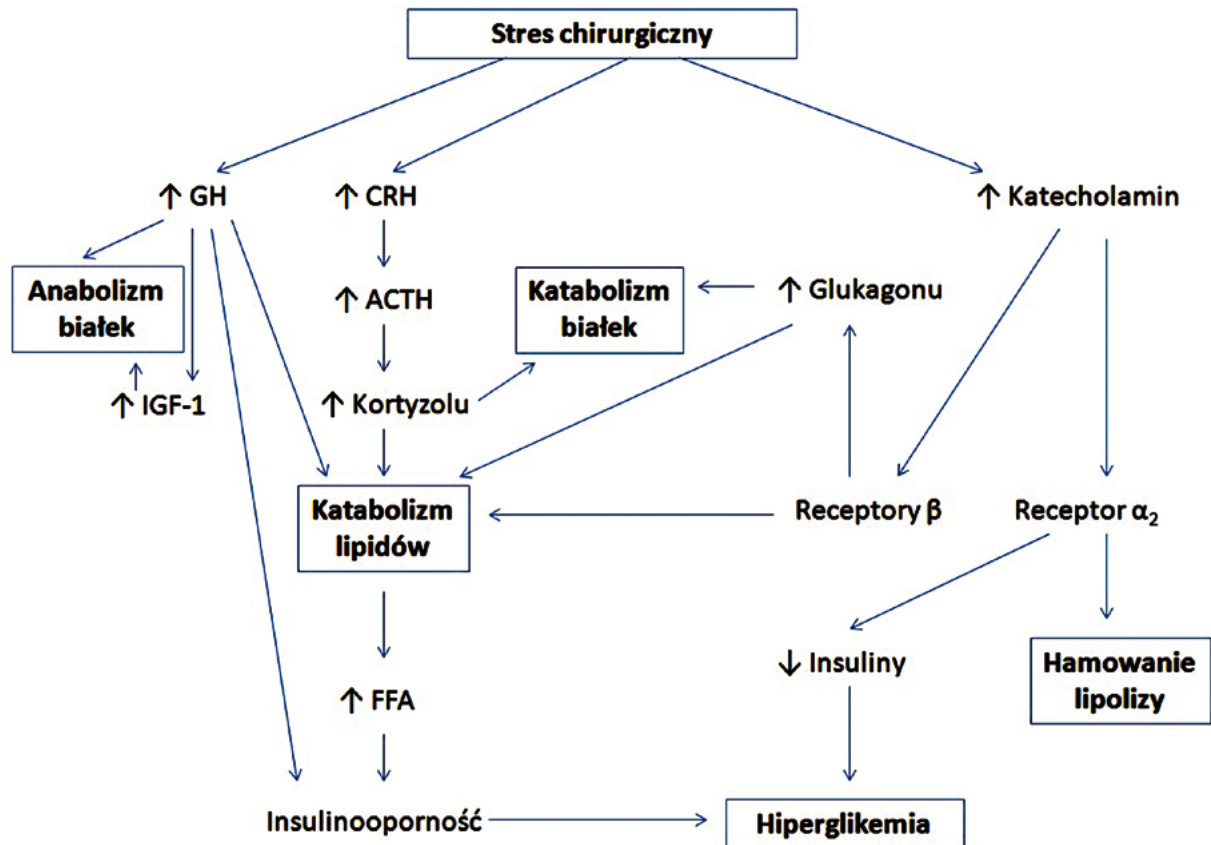 Stres chirurgiczny
↑ GH
↑ CRH
↑ Katecholamin
Anabolizm
białek
↑ ACTH
Katabolizm
białek
↑ Glukagonu
↑ IGF-1
↑ Kortyzolu
Katabolizm
lipidów
Receptory β
Receptor α₂
↑ FFA
↓ Insuliny
Hamowanie
lipolizy
Insulinooporność
Hiperglikemia